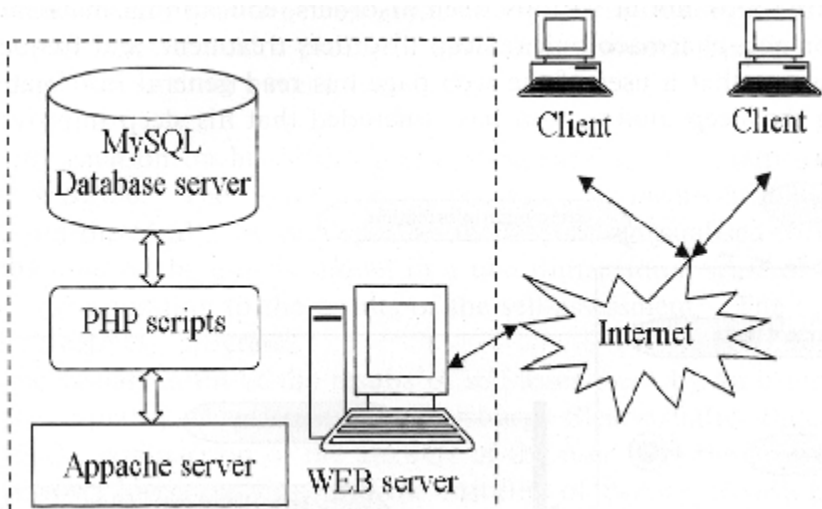 MySQL
Database server
PHP scripts
Appache server
WEB server
Internet
Client
Client